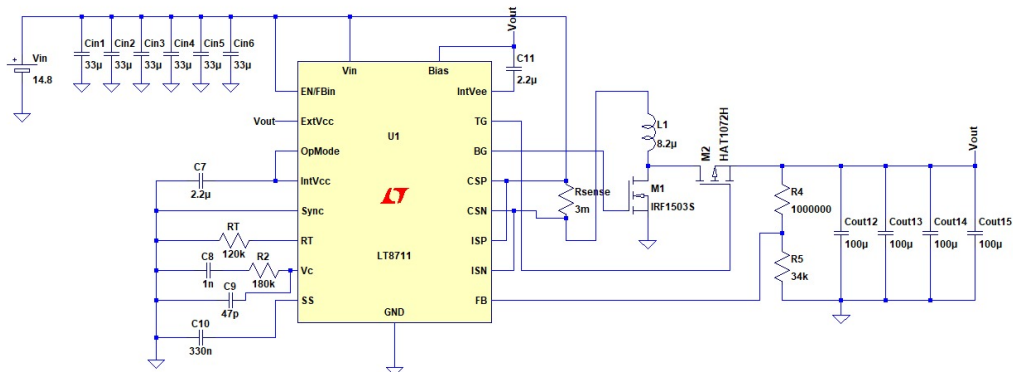 Vin
14.8
Cin1
33µ
Cin2
33µ
Cin3
33µ
Cin4
33µ
Cin5
33µ
Cin6
33µ
Vin
Bias
Vout
C11
2.2µ
EN/FBin
ExtVcc
OpMode
IntVcc
Sync
RT
Vc
SS
GND
U1
LT8711
IntVee
TG
BG
CSP
CSN
ISP
ISN
FB
Vout
C7
2.2µ
RT
120k
C8
1n
R2
180k
C9
47p
C10
330n
Rsense
3m
L1
8.2µ
M1
IRF1503S
M2
HAT1072H
R4
1000000
R5
34k
Vout
Cout12
100µ
Cout13
100µ
Cout14
100µ
Cout15
100µ